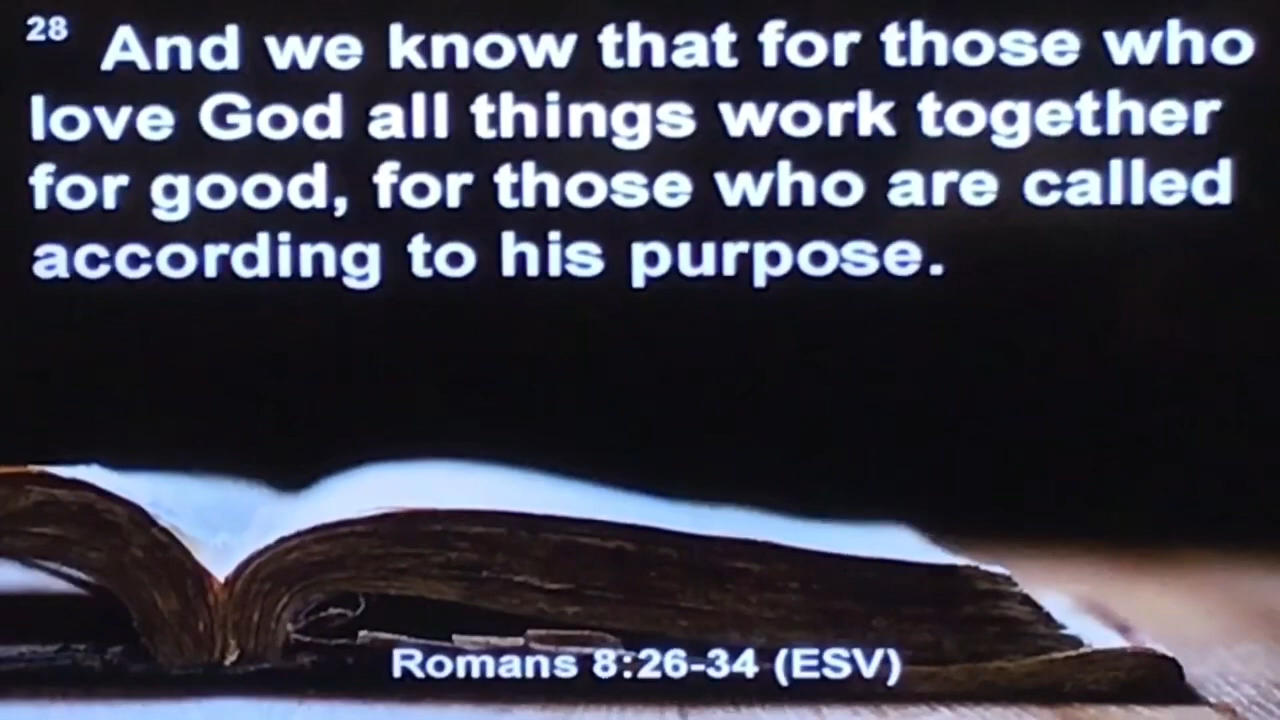 28 And we know that for those who
love God all things work together
for good, for those who are called
according to his purpose.
Romans 8:26-34 (ESV)